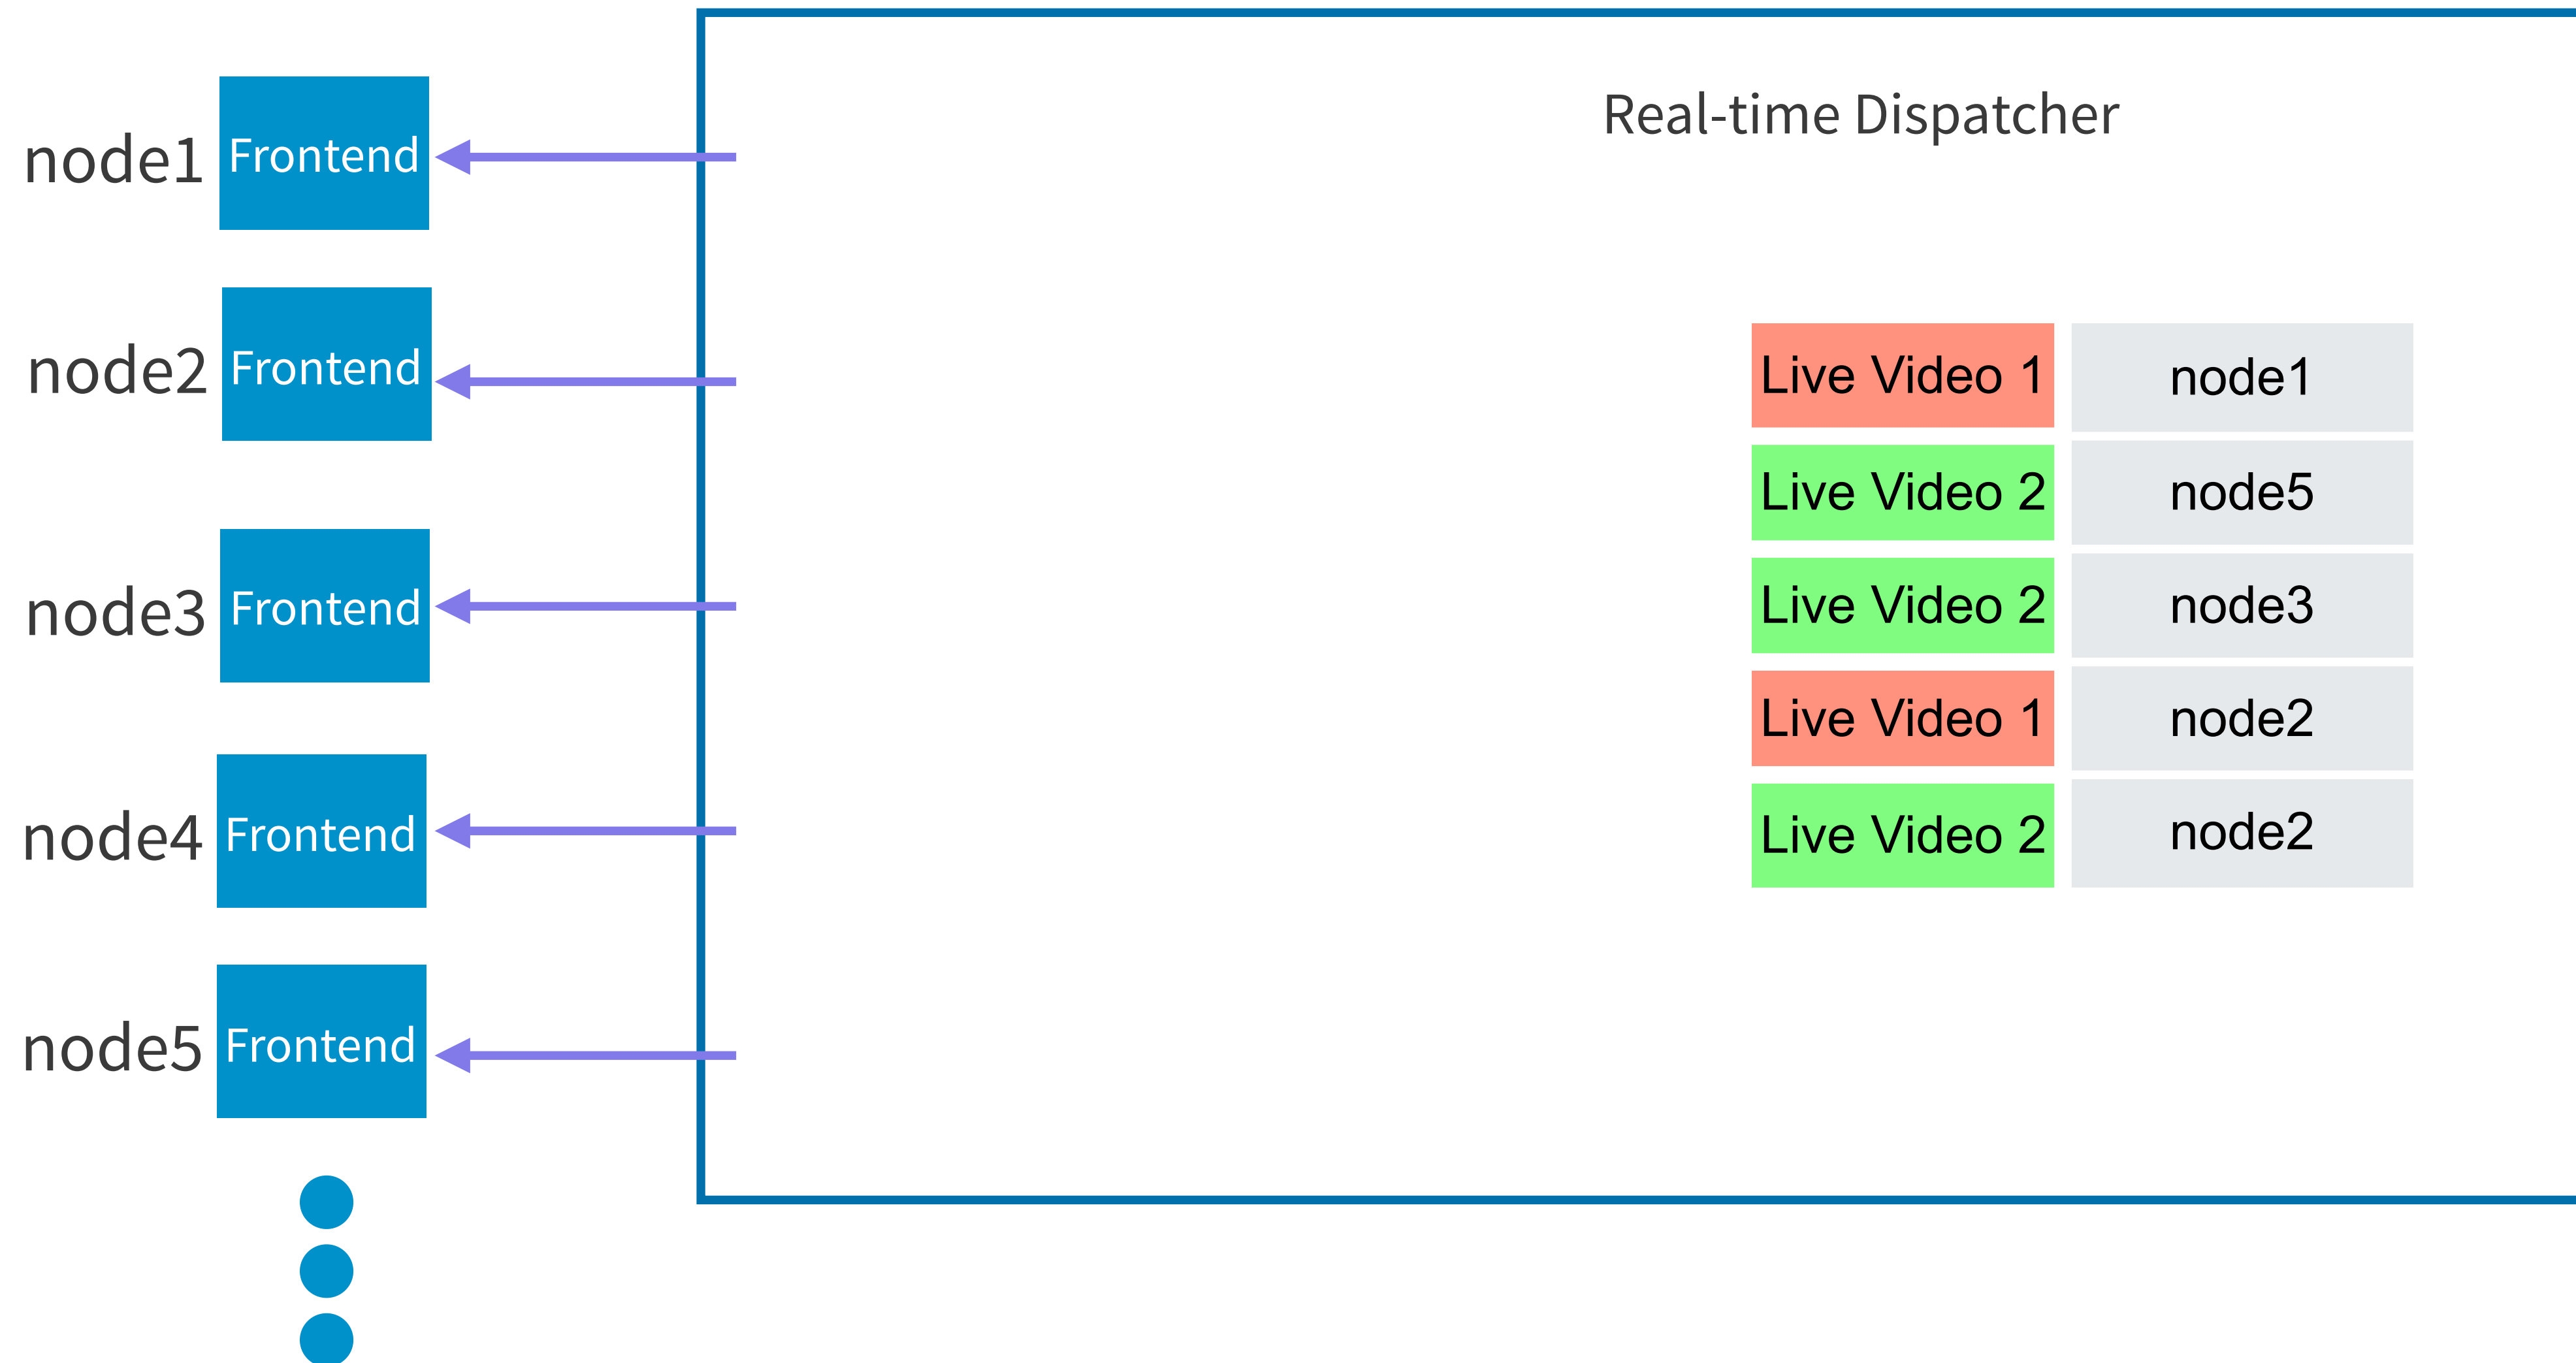 Real-time Dispatcher
node1 Frontend
node2 Frontend
node3 Frontend
node4 Frontend
node5 Frontend
Live Video 1 node1
Live Video 2 node5
Live Video 2 node3
Live Video 1 node2
Live Video 2 node2